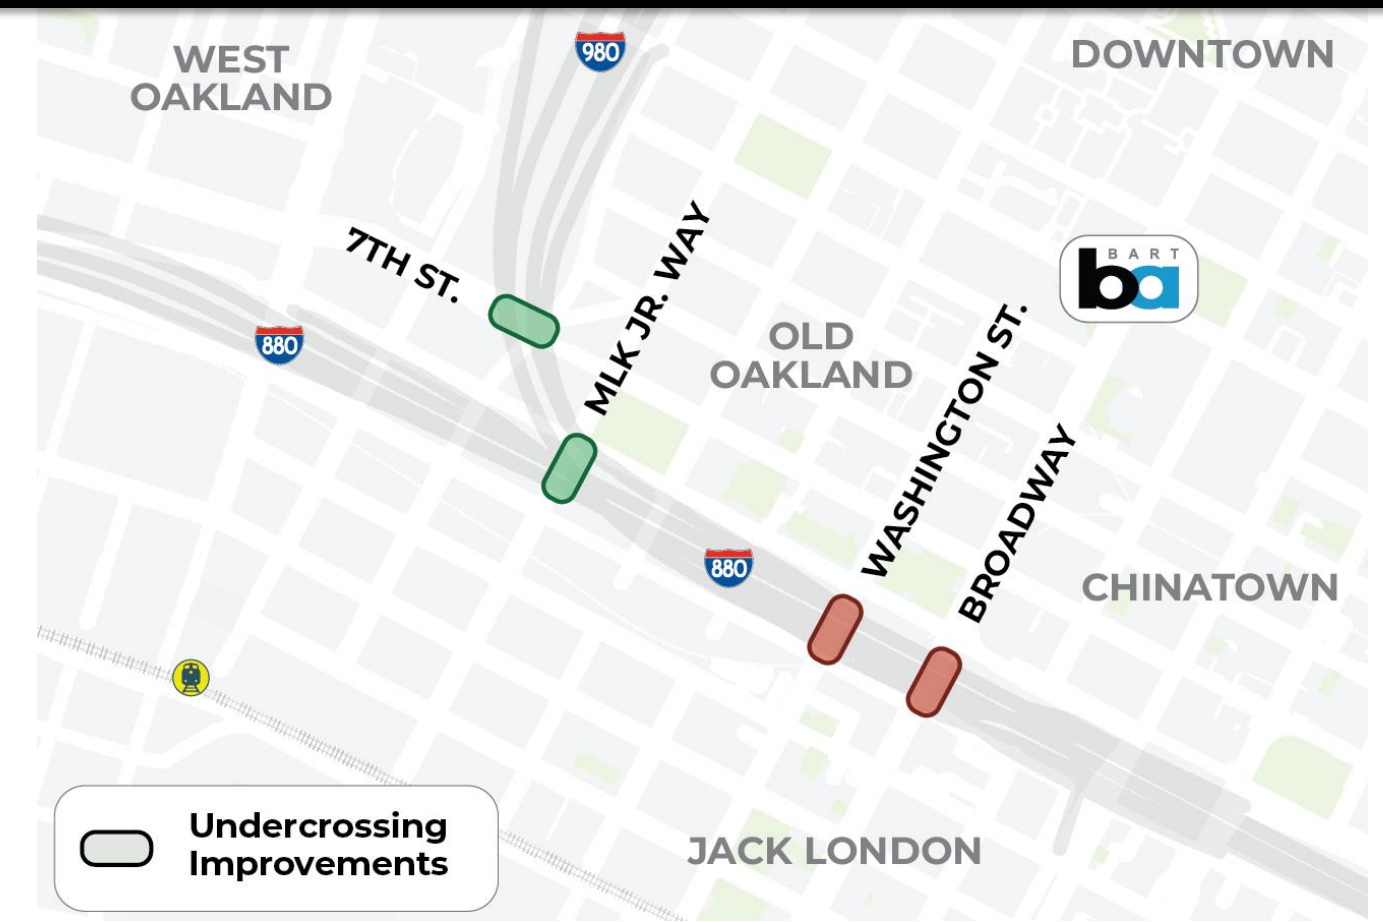 WEST
OAKLAND
980
DOWNTOWN
7TH ST.
MLK JR. WAY
BART
ba
880
OLD
OAKLAND
WASHINGTON ST.
BROADWAY
880
CHINATOWN
JACK LONDON
Undercrossing
Improvements